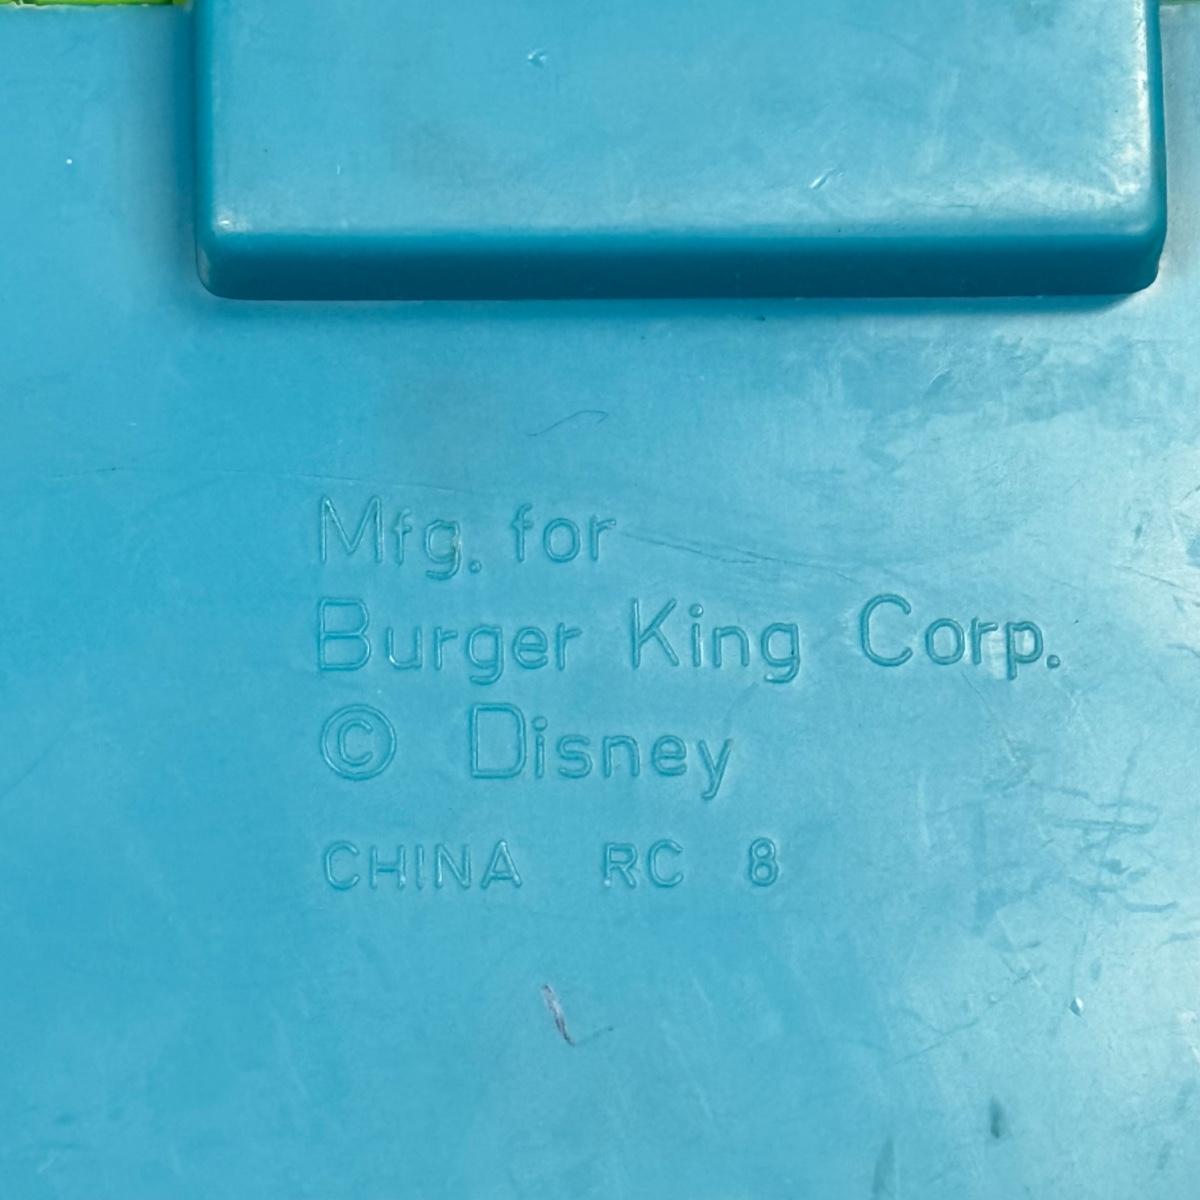 Mfg. for
Burger King Corp.
© Disney
CHINA RC 8